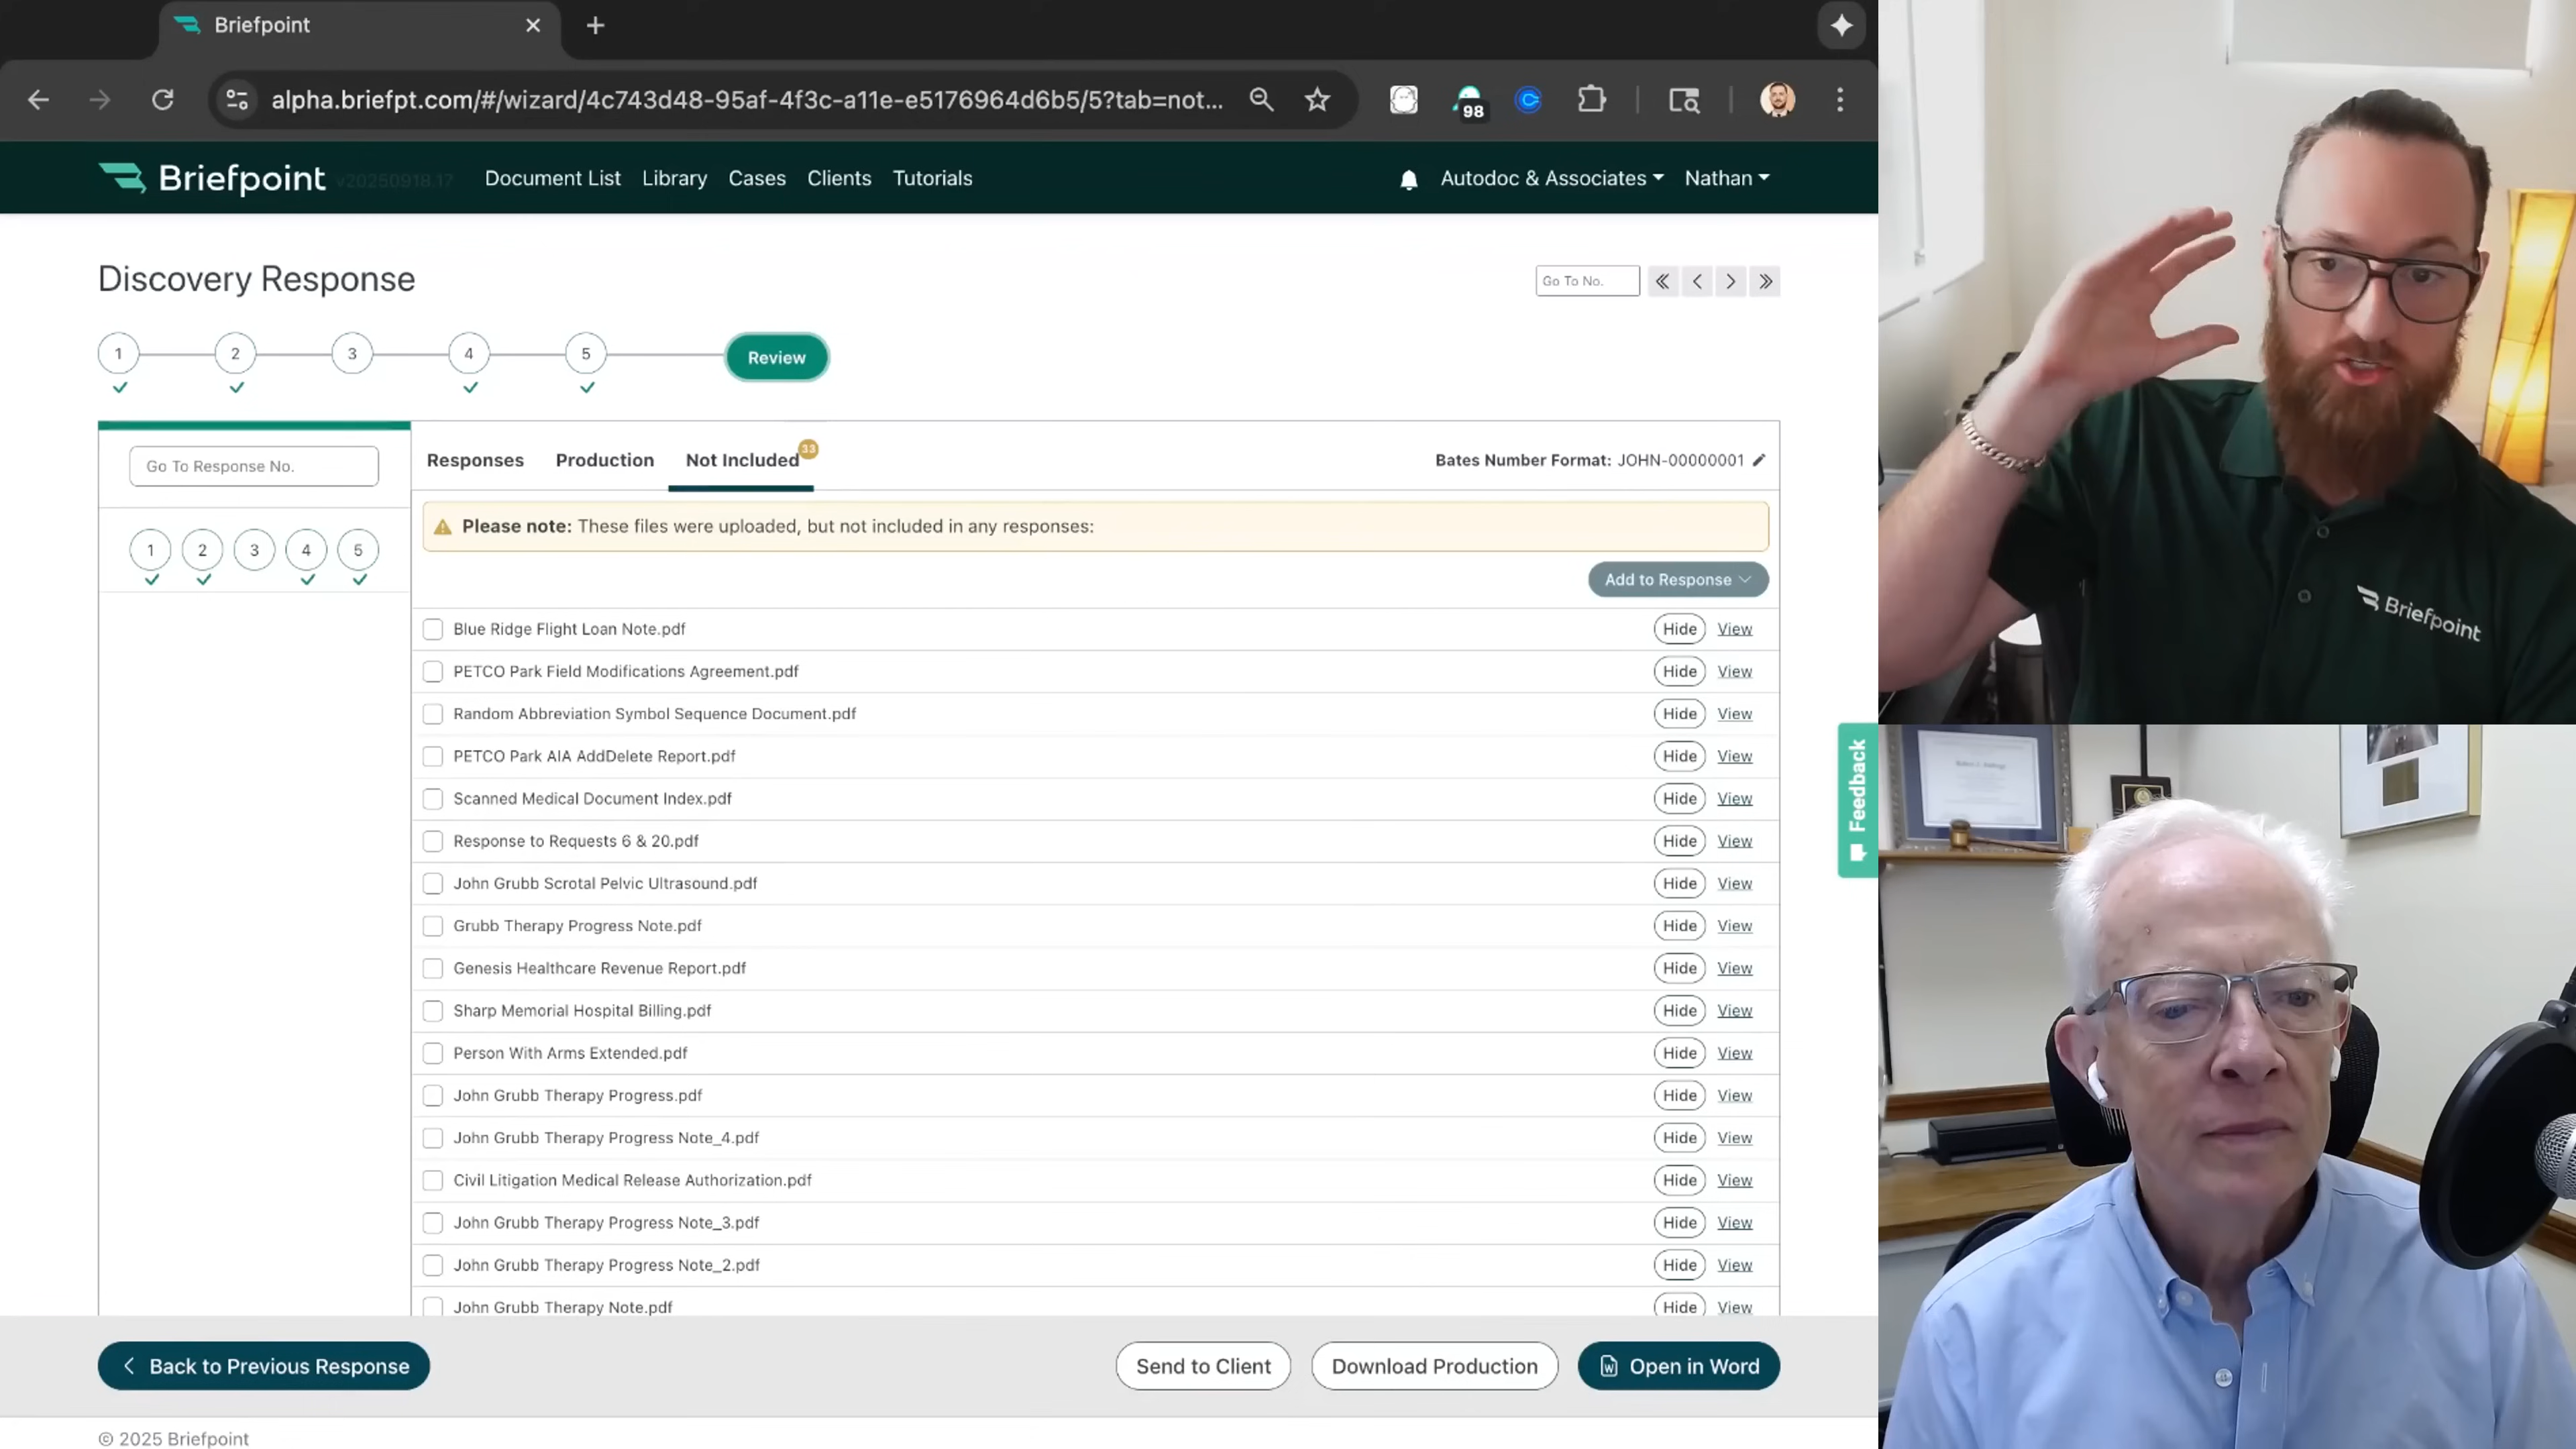 Briefpoint
alpha.briefpt.com/#/wizard/4c743d48-95af-4f3c-a11e-e5176964d6b5/5?tab=not...
98
Briefpoint v20250918.17 Document List Library Cases Clients Tutorials Autodoc & Associates Nathan
Discovery Response
Go To No.
1 2 3 4 5 Review
Go To Response No.
1 2 3 4 5
Responses Production Not Included 33 Bates Number Format: JOHN-00000001
Please note: These files were uploaded, but not included in any responses:
Add to Response
Blue Ridge Flight Loan Note.pdf Hide View
PETCO Park Field Modifications Agreement.pdf Hide View
Random Abbreviation Symbol Sequence Document.pdf Hide View
PETCO Park AIA AddDelete Report.pdf Hide View
Scanned Medical Document Index.pdf Hide View
Response to Requests 6 & 20.pdf Hide View
John Grubb Scrotal Pelvic Ultrasound.pdf Hide View
Grubb Therapy Progress Note.pdf Hide View
Genesis Healthcare Revenue Report.pdf Hide View
Sharp Memorial Hospital Billing.pdf Hide View
Person With Arms Extended.pdf Hide View
John Grubb Therapy Progress.pdf Hide View
John Grubb Therapy Progress Note_4.pdf Hide View
Civil Litigation Medical Release Authorization.pdf Hide View
John Grubb Therapy Progress Note_3.pdf Hide View
John Grubb Therapy Progress Note_2.pdf Hide View
John Grubb Therapy Note.pdf Hide View
Feedback
Back to Previous Response Send to Client Download Production Open in Word
© 2025 Briefpoint
Briefpoint